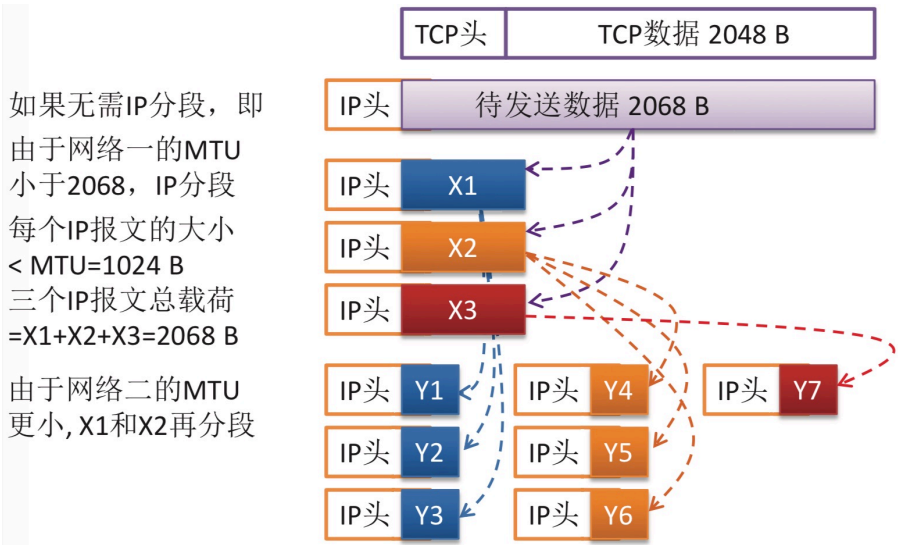 TCP头 TCP数据 2048 B
如果无需IP分段，即 IP头 待发送数据 2068 B
由于网络一的MTU
小于2068，IP分段 IP头 X1
每个IP报文的大小 IP头 X2
< MTU=1024 B
三个IP报文总载荷 IP头 X3
=X1+X2+X3=2068 B
由于网络二的MTU IP头 Y1 IP头 Y4 IP头 Y7
更小, X1和X2再分段
IP头 Y2 IP头 Y5
IP头 Y3 IP头 Y6